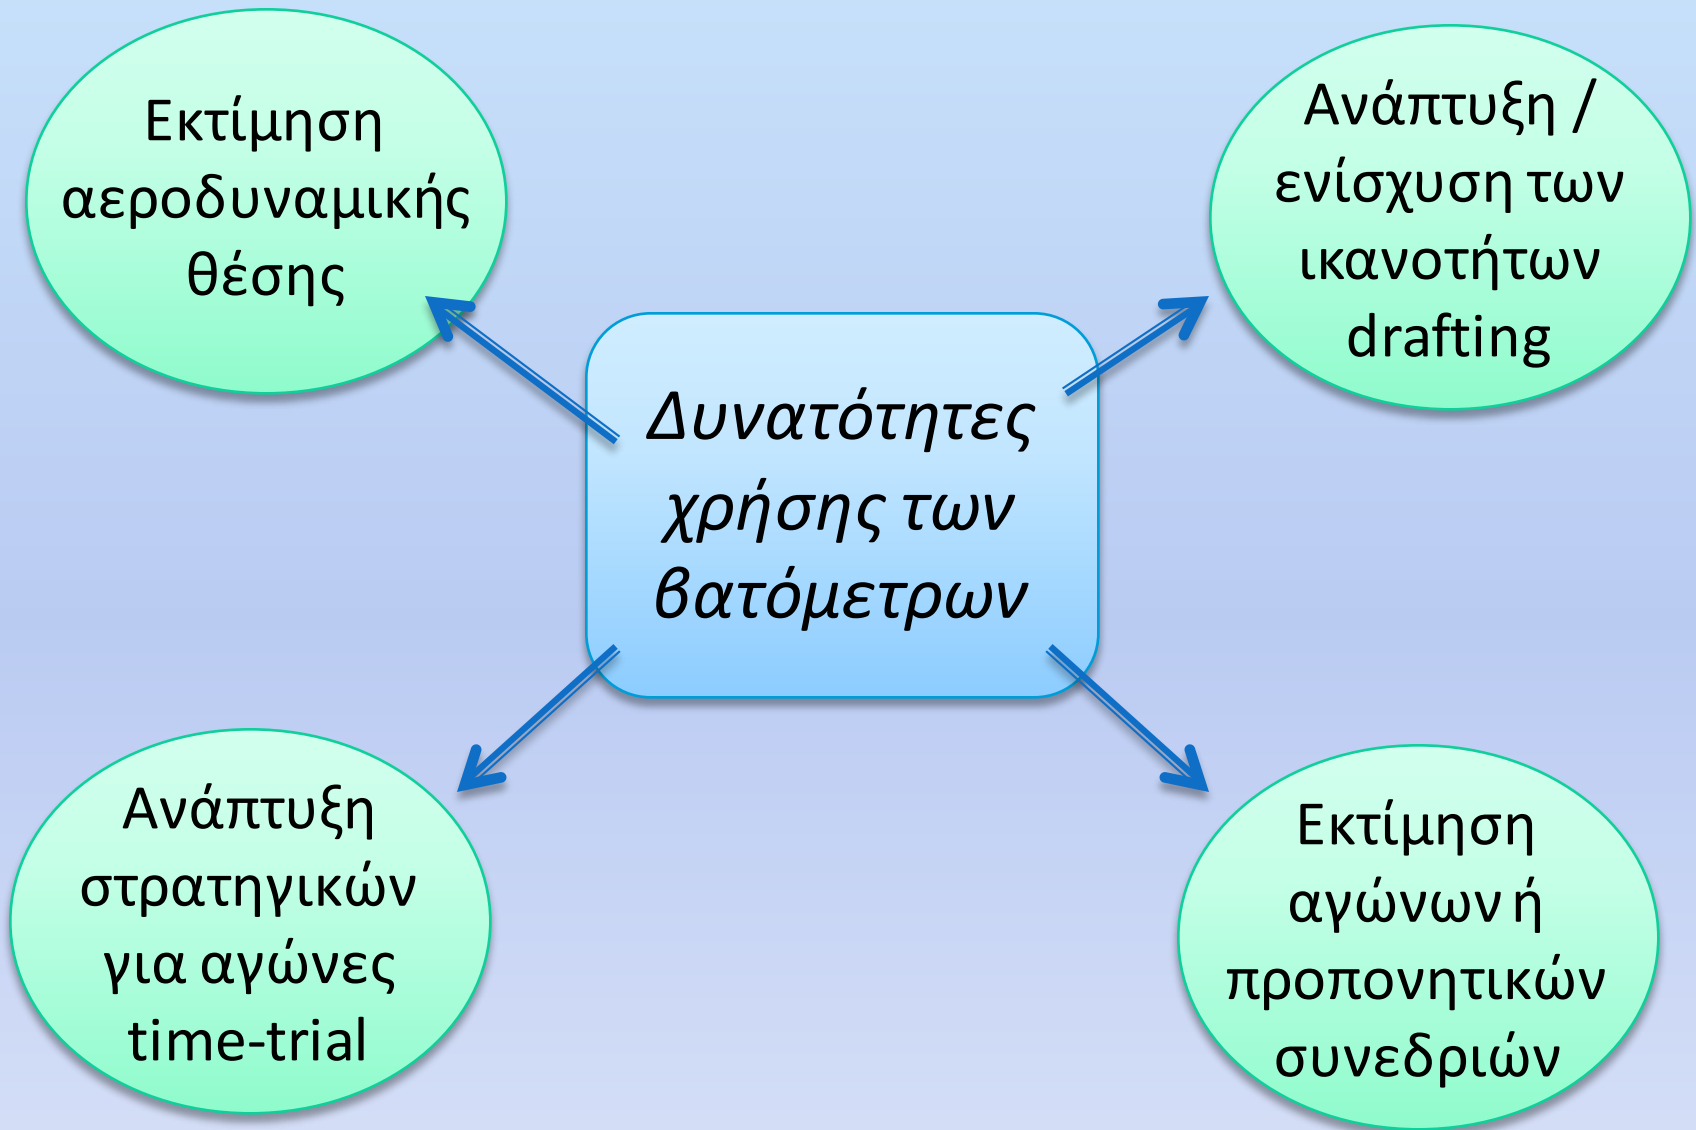 Εκτίμηση
αεροδυναμικής
θέσης
Ανάπτυξη /
ενίσχυση των
ικανοτήτων
drafting
Δυνατότητες
χρήσης των
βατόμετρων
Ανάπτυξη
στρατηγικών
για αγώνες
time-trial
Εκτίμηση
αγώνων ή
προπονητικών
συνεδριών